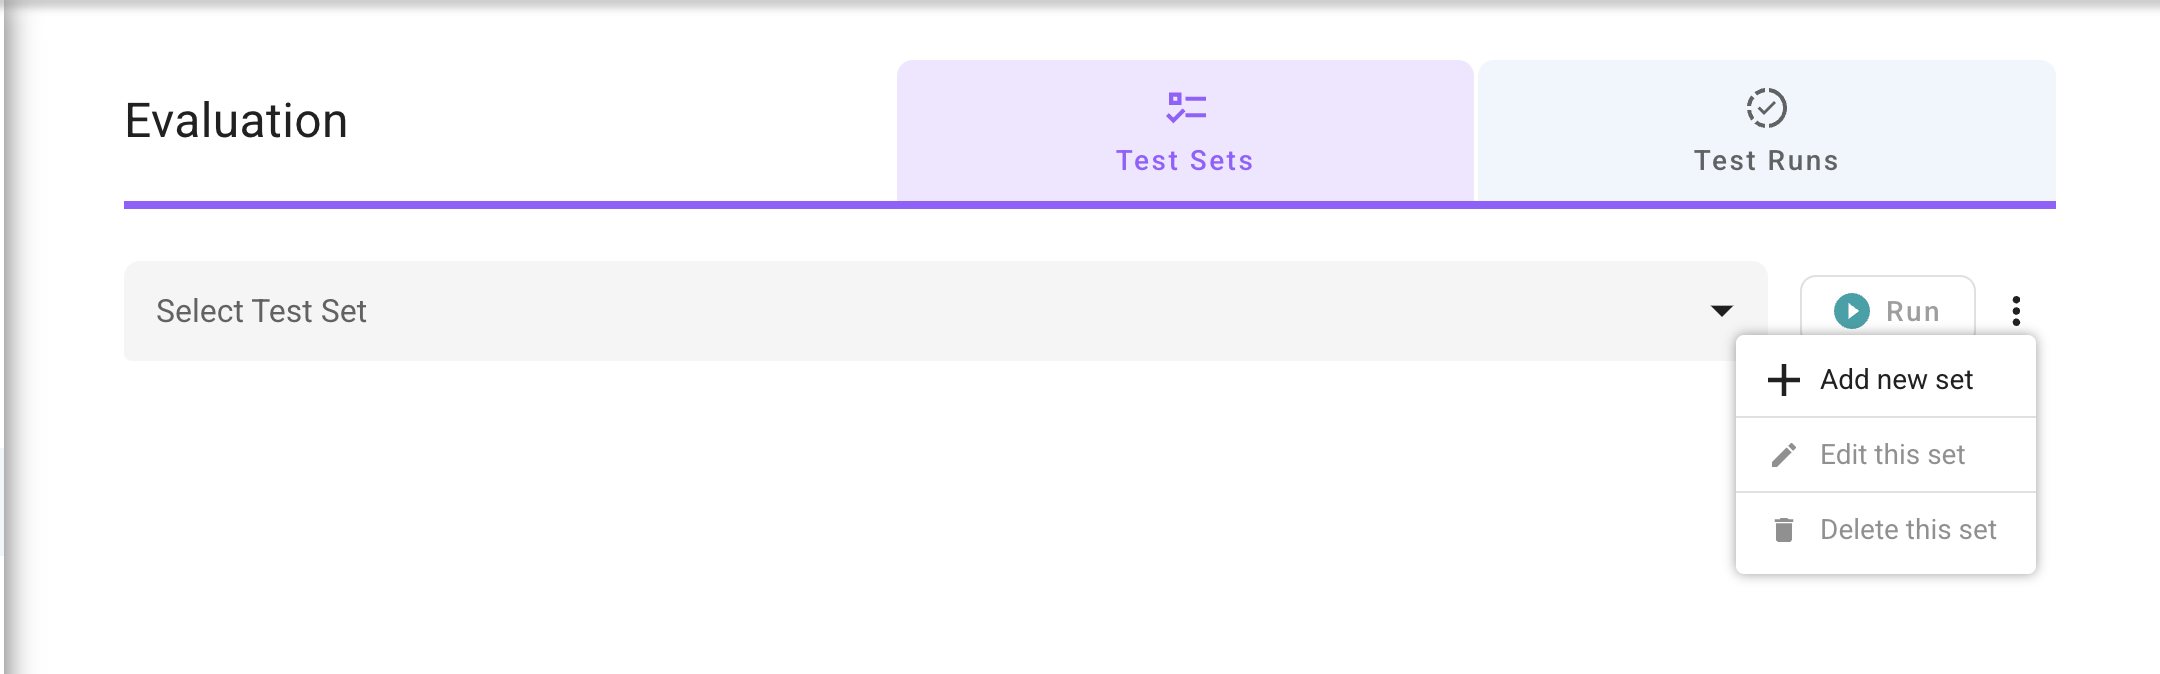 Evaluation
Test Sets
Test Runs
Select Test Set
Run
Add new set
Edit this set
Delete this set